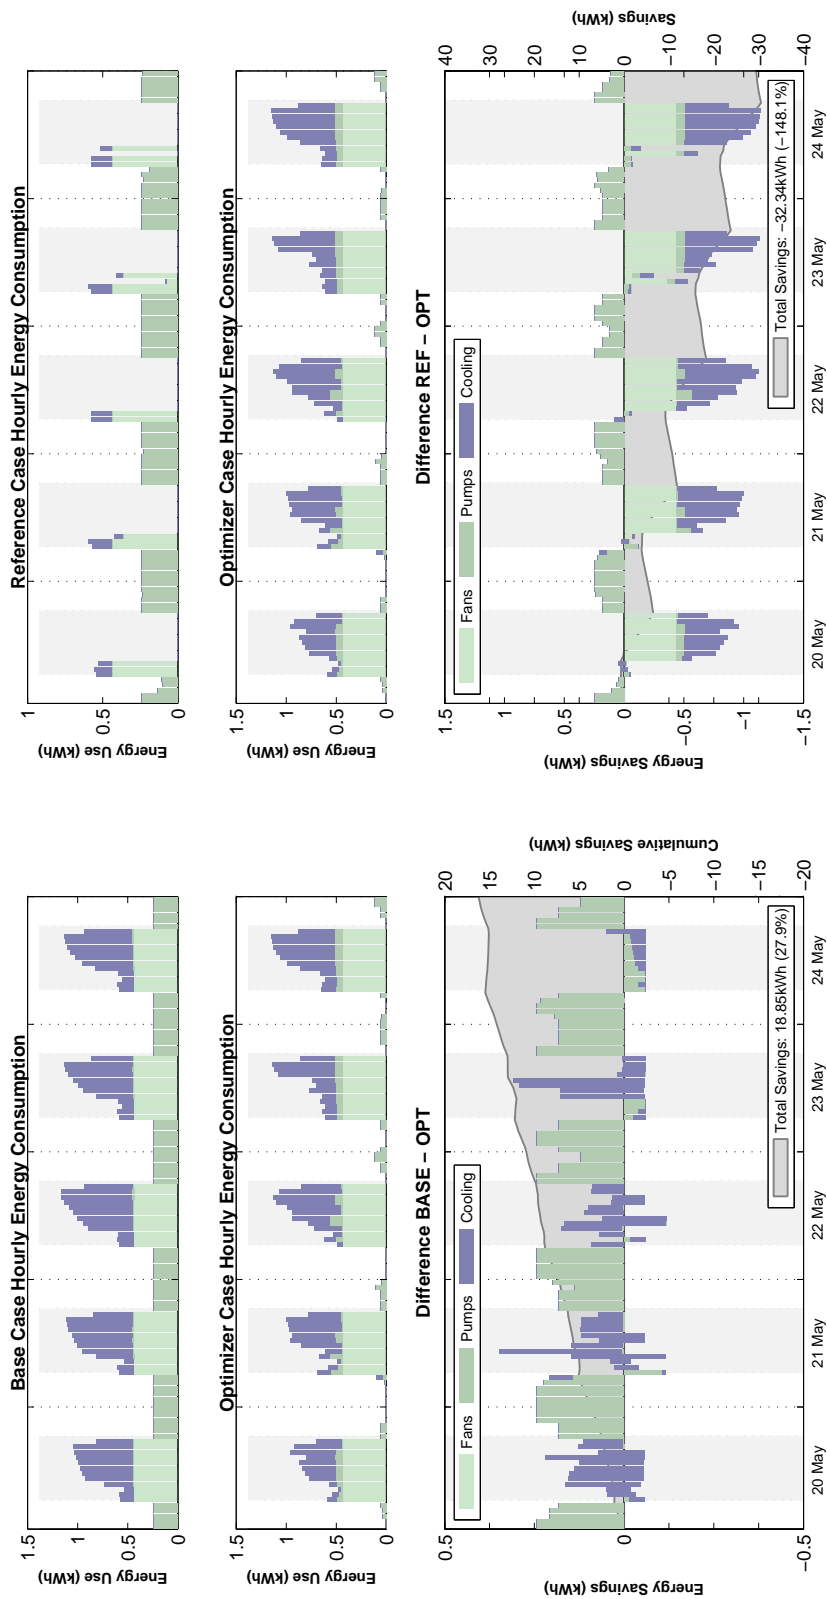 Base Case Hourly Energy Consumption
Energy Use (kWh)
1.5
1
0.5
0
Optimizer Case Hourly Energy Consumption
Energy Use (kWh)
1.5
1
0.5
0
Difference BASE − OPT
Energy Savings (kWh)
0.5
0
−0.5
Fans Pumps Cooling
Cumulative Savings (kWh)
20
15
10
5
0
−5
−10
−15
−20
Total Savings: 18.85kWh (27.9%)
20 May 21 May 22 May 23 May 24 May
Reference Case Hourly Energy Consumption
Energy Use (kWh)
1
0.5
0
Optimizer Case Hourly Energy Consumption
Energy Use (kWh)
1.5
1
0.5
0
Difference REF − OPT
Energy Savings (kWh)
1.5
1
0.5
0
−0.5
−1
−1.5
Fans Pumps Cooling
Savings (kWh)
40
30
20
10
0
−10
−20
−30
−40
Total Savings: −32.34kWh (−148.1%)
20 May 21 May 22 May 23 May 24 May